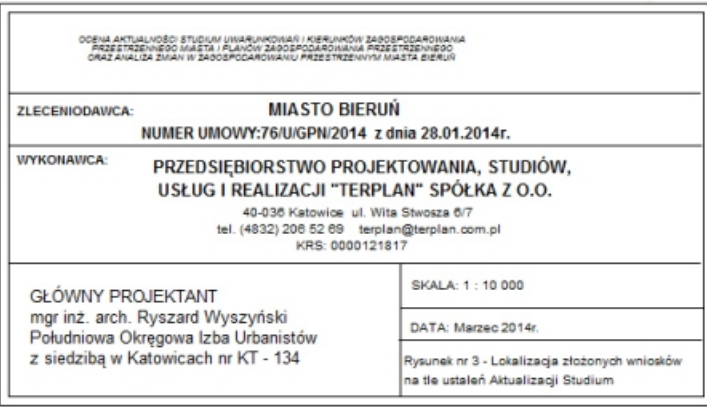 OCENA AKTUALNOŚCI STUDIUM UWARUNKOWAŃ I KIERUNKÓW ZAGOSPODAROWANIA
PRZESTRZENNEGO MIASTA I PLANÓW ZAGOSPODAROWANIA PRZESTRZENNEGO
ORAZ ANALIZA ZMIAN W ZAGOSPODAROWANIU PRZESTRZENNYM MIASTA BIERUŃ
ZLECENIODAWCA: MIASTO BIERUŃ
NUMER UMOWY:76/U/GPN/2014 z dnia 28.01.2014r.
WYKONAWCA: PRZEDSIĘBIORSTWO PROJEKTOWANIA, STUDIÓW,
USŁUG I REALIZACJI "TERPLAN" SPÓŁKA Z O.O.
40-036 Katowice ul. Wita Stwosza 6/7
tel. (4832) 206 52 69 terplan@terplan.com.pl
KRS: 0000121817
GŁÓWNY PROJEKTANT
mgr inż. arch. Ryszard Wyszyński
Południowa Okręgowa Izba Urbanistów
z siedzibą w Katowicach nr KT - 134
SKALA: 1 : 10 000
DATA: Marzec 2014r.
Rysunek nr 3 - Lokalizacja złożonych wniosków
na tle ustaleń Aktualizacji Studium